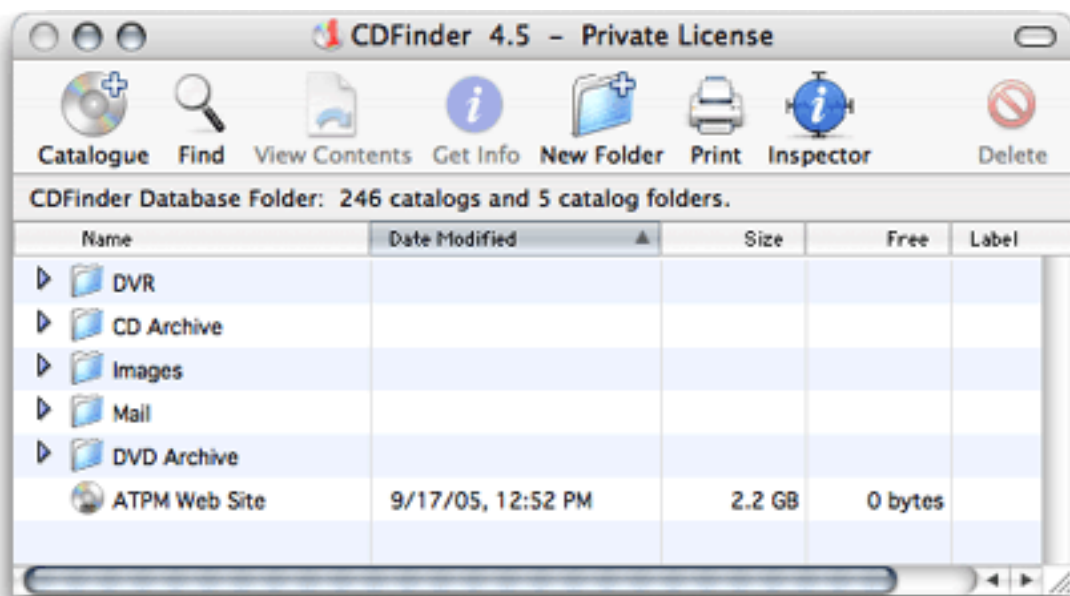 CDFinder 4.5 – Private License
Catalogue Find View Contents Get Info New Folder Print Inspector Delete
CDFinder Database Folder: 246 catalogs and 5 catalog folders.
Name Date Modified Size Free Label
DVR
CD Archive
Images
Mail
DVD Archive
ATPM Web Site 9/17/05, 12:52 PM 2.2 GB 0 bytes